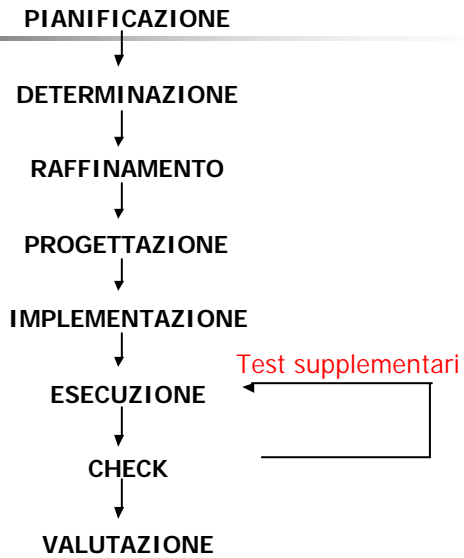 PIANIFICAZIONE
DETERMINAZIONE
RAFFINAMENTO
PROGETTAZIONE
IMPLEMENTAZIONE
Test supplementari
ESECUZIONE
CHECK
VALUTAZIONE